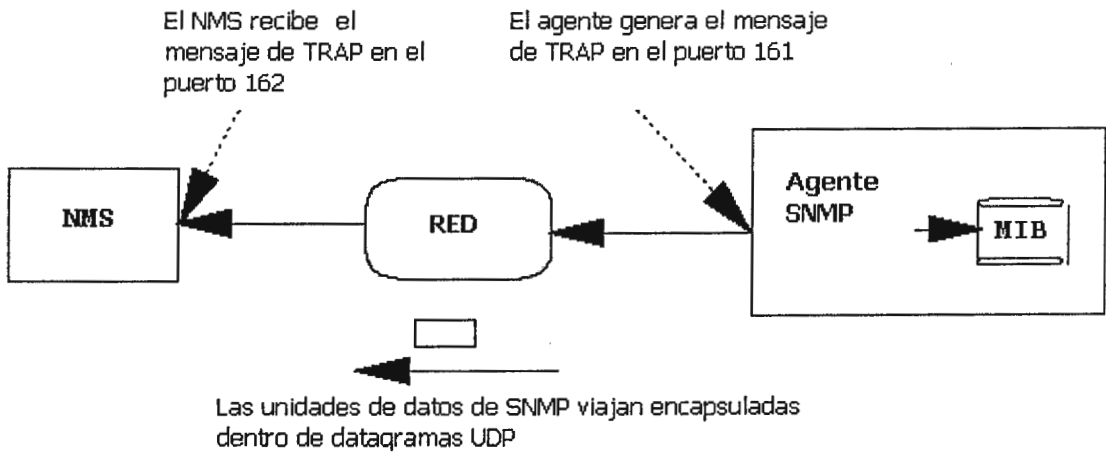 El NMS recibe el
mensaje de TRAP en el
puerto 162
El agente genera el mensaje
de TRAP en el puerto 161
NMS
RED
Agente
SNMP
MIB
Las unidades de datos de SNMP viajan encapsuladas
dentro de datagramas UDP